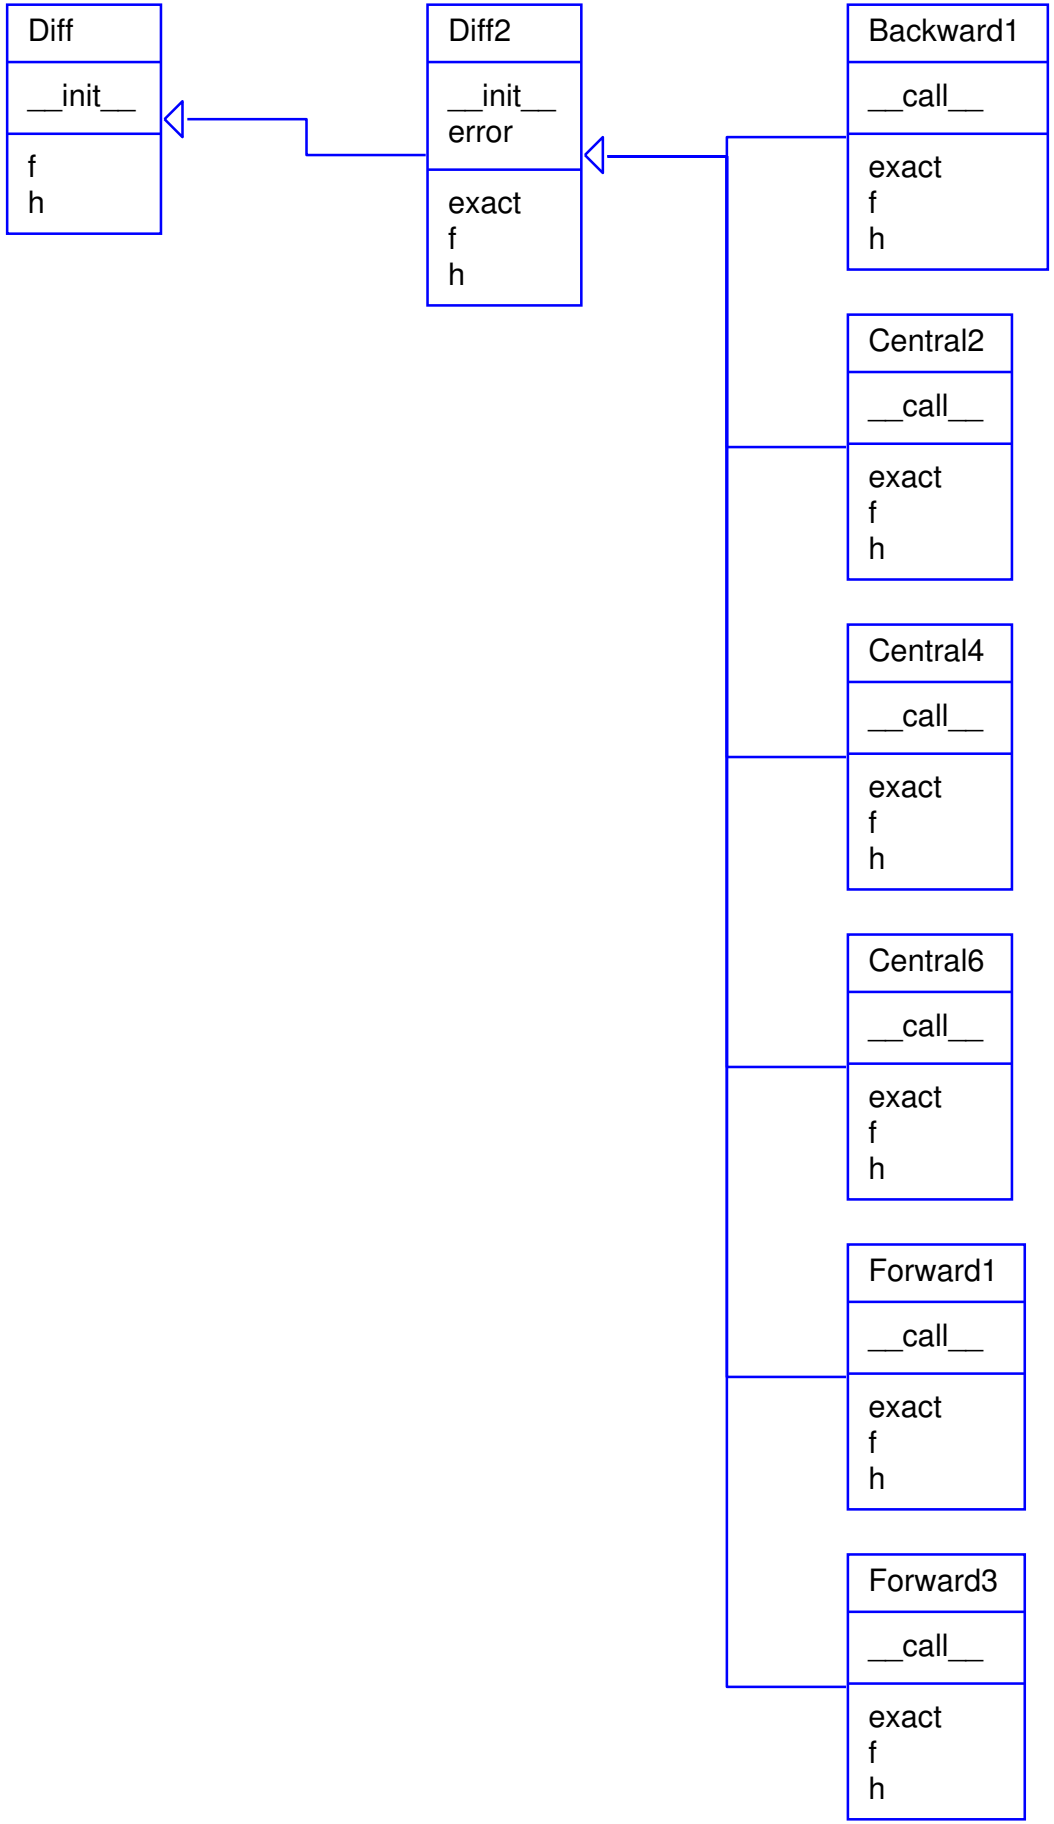 Diff
__init__
f
h
Diff2
__init__
error
exact
f
h
Backward1
__call__
exact
f
h
Central2
__call__
exact
f
h
Central4
__call__
exact
f
h
Central6
__call__
exact
f
h
Forward1
__call__
exact
f
h
Forward3
__call__
exact
f
h